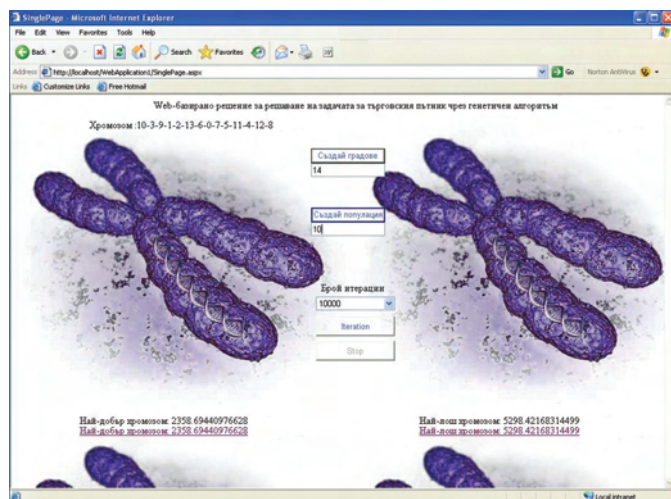 SinglePage - Microsoft Internet Explorer
File Edit View Favorites Tools Help
Back Search Favorites
Address http://localhost/WebApplication1/SinglePage.aspx Go Norton AntiVirus
Links Customize Links Free Hotmail
Web-базирано решение за решаване на задачата за търговския пътник чрез генетичен алгоритъм
Хромозом :10-3-9-1-2-13-6-0-7-5-11-4-12-8
Създай градове
14
Създай популация
10
Брой итерации
10000
Iteration
Stop
Най-добър хромозом: 2358.69440976628
Най-добър хромозом: 2358.69440976628
Най-лош хромозом: 5298.42168314499
Най-лош хромозом: 5298.42168314499
Local intranet